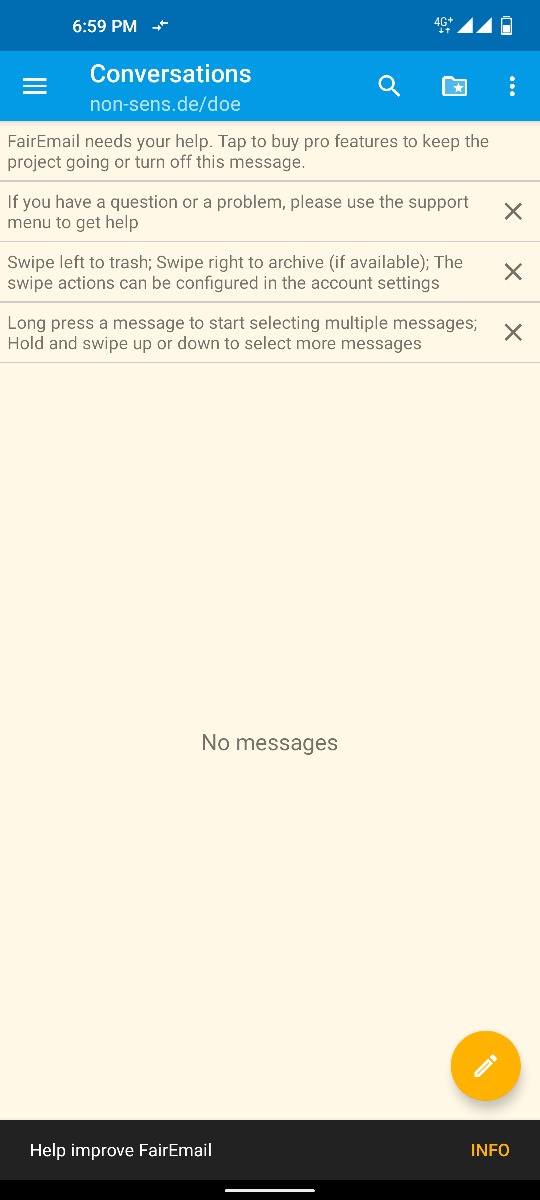 6:59 PM
4G+
Conversations
non-sens.de/doe
FairEmail needs your help. Tap to buy pro features to keep the
project going or turn off this message.
If you have a question or a problem, please use the support
menu to get help
Swipe left to trash; Swipe right to archive (if available); The
swipe actions can be configured in the account settings
Long press a message to start selecting multiple messages;
Hold and swipe up or down to select more messages
No messages
Help improve FairEmail
INFO